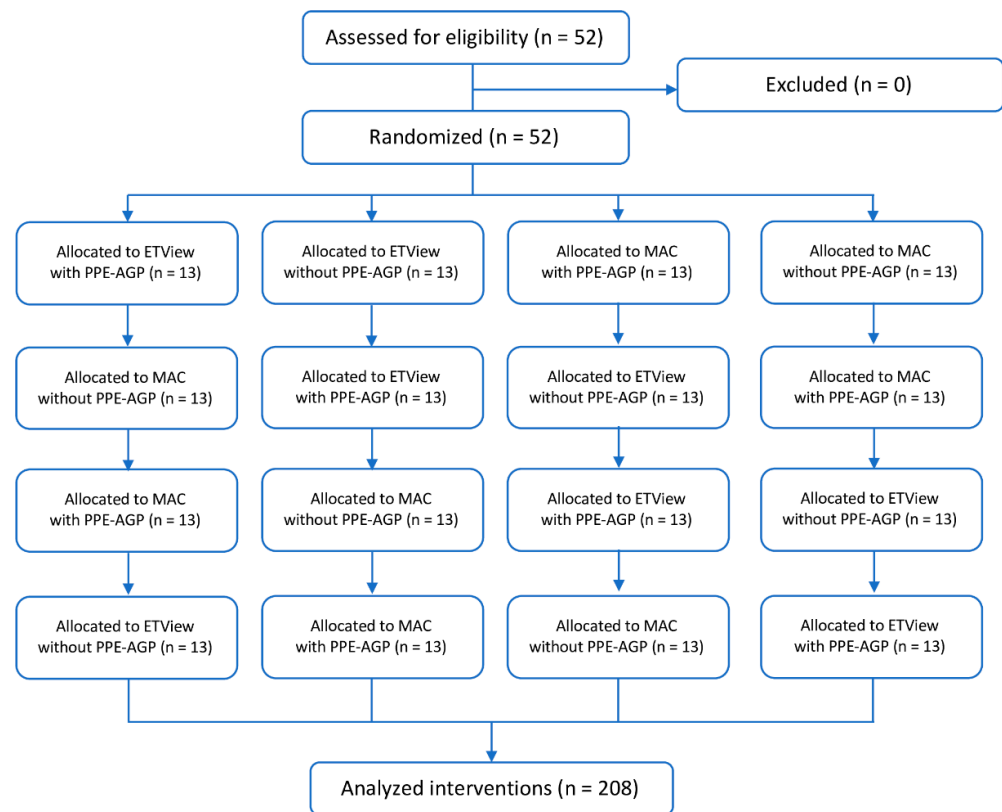 Assessed for eligibility (n = 52)
Excluded (n = 0)
Randomized (n = 52)
Allocated to ETView
with PPE-AGP (n = 13)
Allocated to ETView
without PPE-AGP (n = 13)
Allocated to MAC
with PPE-AGP (n = 13)
Allocated to MAC
without PPE-AGP (n = 13)
Allocated to MAC
without PPE-AGP (n = 13)
Allocated to ETView
with PPE-AGP (n = 13)
Allocated to ETView
without PPE-AGP (n = 13)
Allocated to MAC
with PPE-AGP (n = 13)
Allocated to MAC
with PPE-AGP (n = 13)
Allocated to MAC
without PPE-AGP (n = 13)
Allocated to ETView
with PPE-AGP (n = 13)
Allocated to ETView
without PPE-AGP (n = 13)
Allocated to ETView
without PPE-AGP (n = 13)
Allocated to MAC
with PPE-AGP (n = 13)
Allocated to MAC
without PPE-AGP (n = 13)
Allocated to ETView
with PPE-AGP (n = 13)
Analyzed interventions (n = 208)